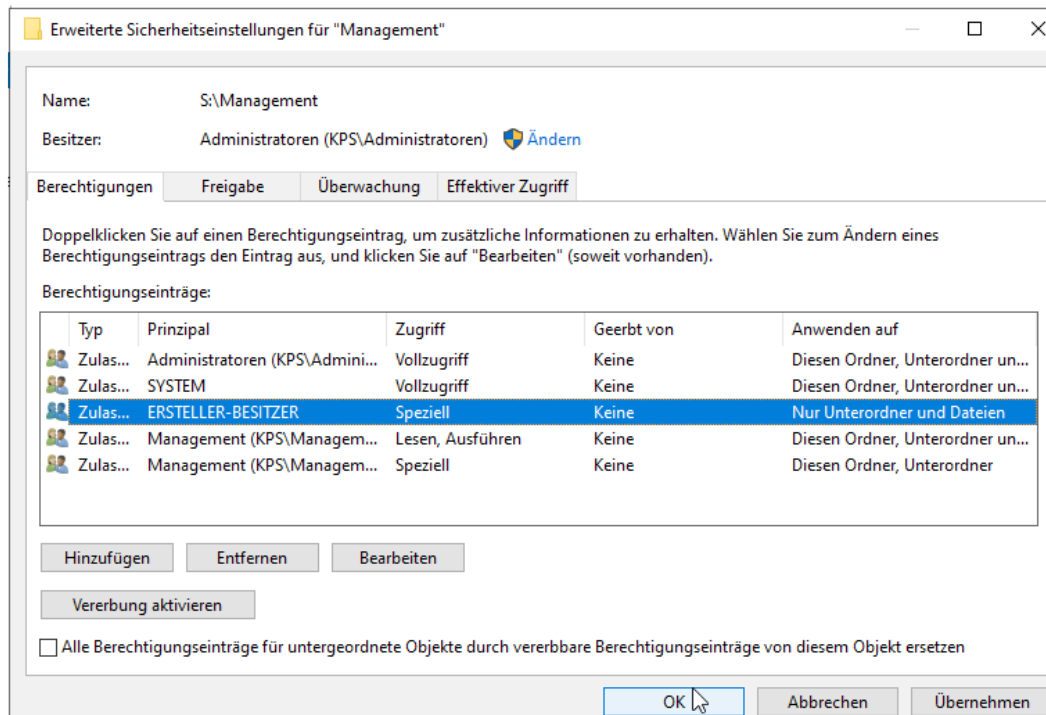 Erweiterte Sicherheitseinstellungen für "Management"
Name: S:\Management
Besitzer: Administratoren (KPS\Administratoren) Ändern
Berechtigungen Freigabe Überwachung Effektiver Zugriff
Doppelklicken Sie auf einen Berechtigungseintrag, um zusätzliche Informationen zu erhalten. Wählen Sie zum Ändern eines
Berechtigungseintrags den Eintrag aus, und klicken Sie auf "Bearbeiten" (soweit vorhanden).
Berechtigungseinträge:
Typ Prinzipal Zugriff Geerbt von Anwenden auf
Zulas... Administratoren (KPS\Admini... Vollzugriff Keine Diesen Ordner, Unterordner un...
Zulas... SYSTEM Vollzugriff Keine Diesen Ordner, Unterordner un...
Zulas... ERSTELLER-BESITZER Speziell Keine Nur Unterordner und Dateien
Zulas... Management (KPS\Managem... Lesen, Ausführen Keine Diesen Ordner, Unterordner un...
Zulas... Management (KPS\Managem... Speziell Keine Diesen Ordner, Unterordner
Hinzufügen Entfernen Bearbeiten
Vererbung aktivieren
Alle Berechtigungseinträge für untergeordnete Objekte durch vererbbare Berechtigungseinträge von diesem Objekt ersetzen
OK Abbrechen Übernehmen